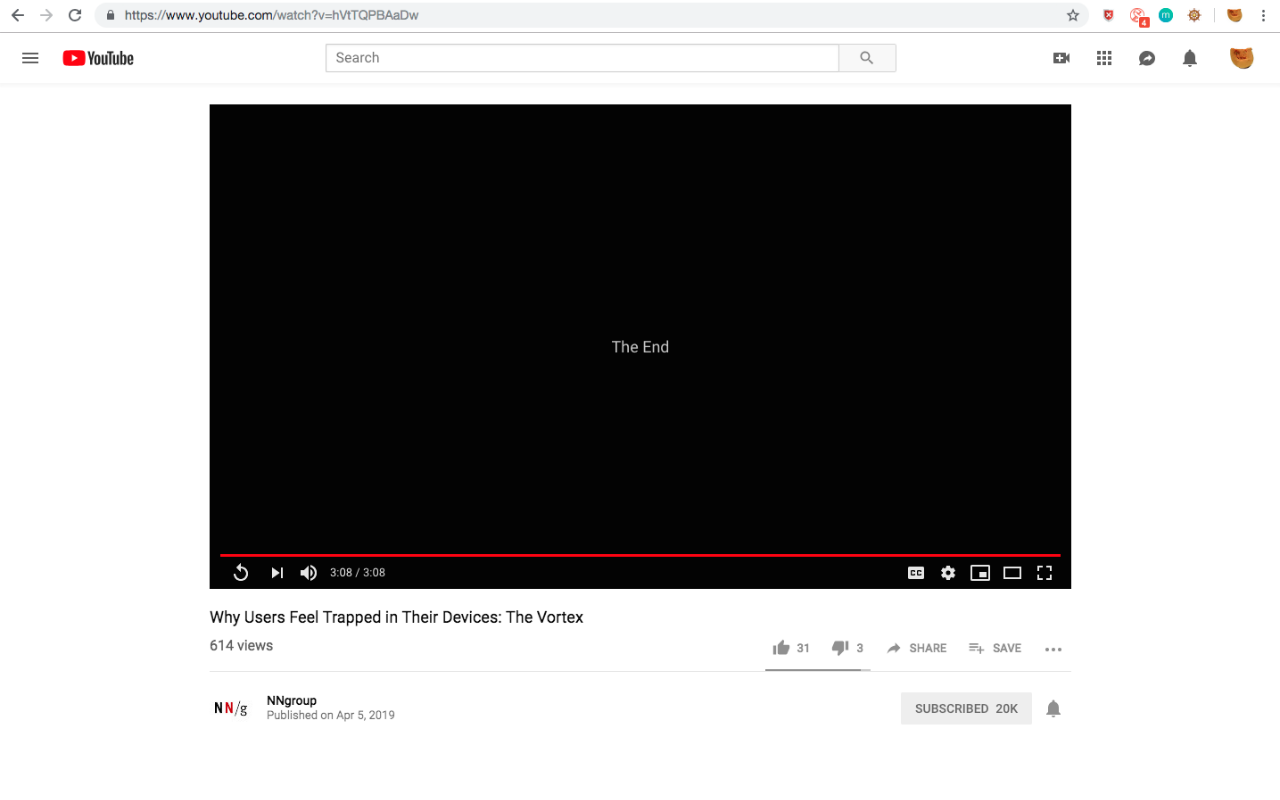 https://www.youtube.com/watch?v=hVtTQPBAaDw
4
m
YouTube
Search
The End
3:08 / 3:08
CC
Why Users Feel Trapped in Their Devices: The Vortex
614 views
31
3
SHARE
SAVE
NN/g
NNgroup
Published on Apr 5, 2019
SUBSCRIBED 20K